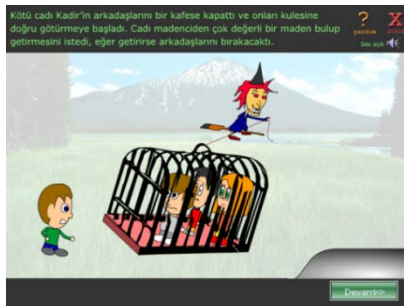 Kötü cadı Kadir'in arkadaşlarını bir kafese kapattı ve onları kulesine
doğru götürmeye başladı. Cadı madenciden çok değerli bir maden bulup
getirmesini istedi, eğer getirirse arkadaşlarını bırakacaktı.
?
X
yardım
Ses açık
Devam>>